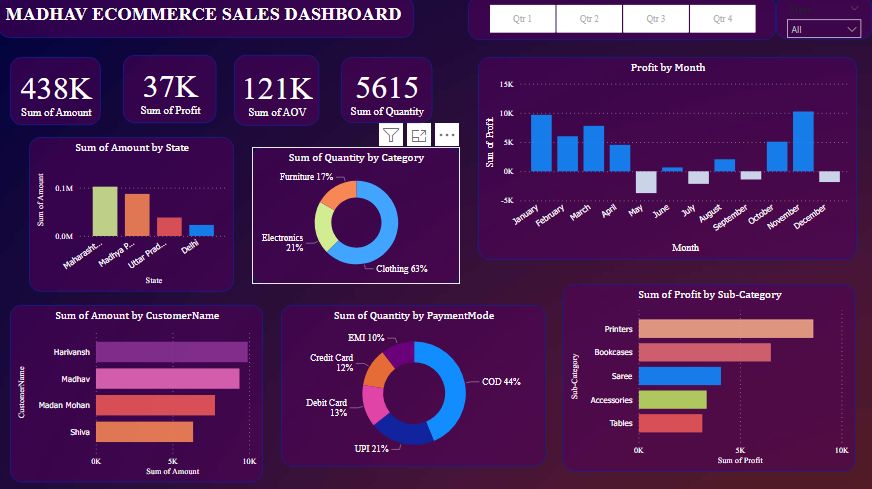 MADHAV ECOMMERCE SALES DASHBOARD
Qtr 1
Qtr 2
Qtr 3
Qtr 4
All
438K
Sum of Amount
37K
Sum of Profit
121K
Sum of AOV
5615
Sum of Quantity
Profit by Month
15K
10K
5K
0K
-5K
Sum of Profit
January
February
March
April
May
June
July
August
September
October
November
December
Month
Sum of Amount by State
0.1M
0.0M
Sum of Amount
Maharasht...
Madhya P...
Uttar Prad...
Delhi
State
Sum of Quantity by Category
Furniture 17%
Electronics
21%
Clothing 63%
Sum of Amount by CustomerName
CustomerName
Harivansh
Madhav
Madan Mohan
Shiva
0K
5K
10K
Sum of Amount
Sum of Quantity by PaymentMode
EMI 10%
Credit Card
12%
Debit Card
13%
UPI 21%
COD 44%
Sum of Profit by Sub-Category
Sub-Category
Printers
Bookcases
Saree
Accessories
Tables
0K
5K
10K
Sum of Profit